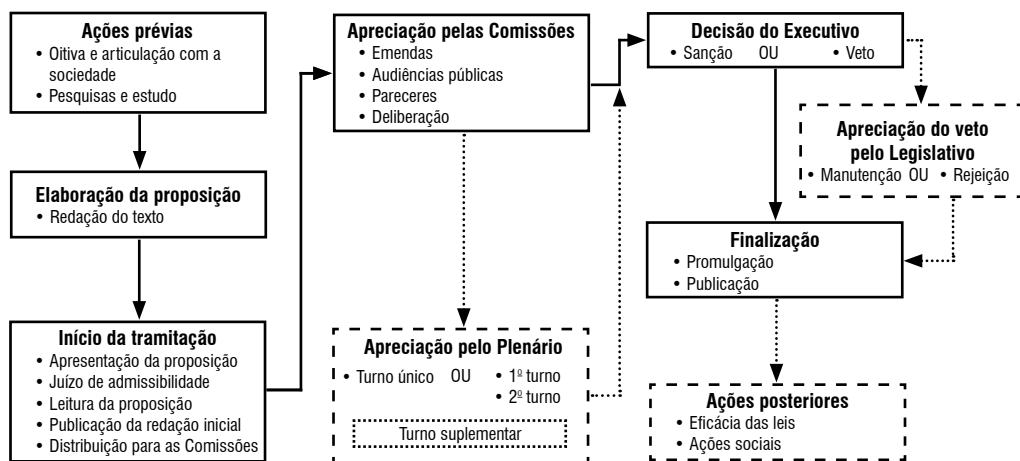 Ações prévias
• Oitiva e articulação com a
sociedade
• Pesquisas e estudo
Elaboração da proposição
• Redação do texto
Início da tramitação
• Apresentação da proposição
• Juízo de admissibilidade
• Leitura da proposição
• Publicação da redação inicial
• Distribuição para as Comissões
Apreciação pelas Comissões
• Emendas
• Audiências públicas
• Pareceres
• Deliberação
Apreciação pelo Plenário
• Turno único OU • 1º turno
• 2º turno
Turno suplementar
Decisão do Executivo
• Sanção OU • Veto
Apreciação do veto
pelo Legislativo
• Manutenção OU • Rejeição
Finalização
• Promulgação
• Publicação
Ações posteriores
• Eficácia das leis
• Ações sociais